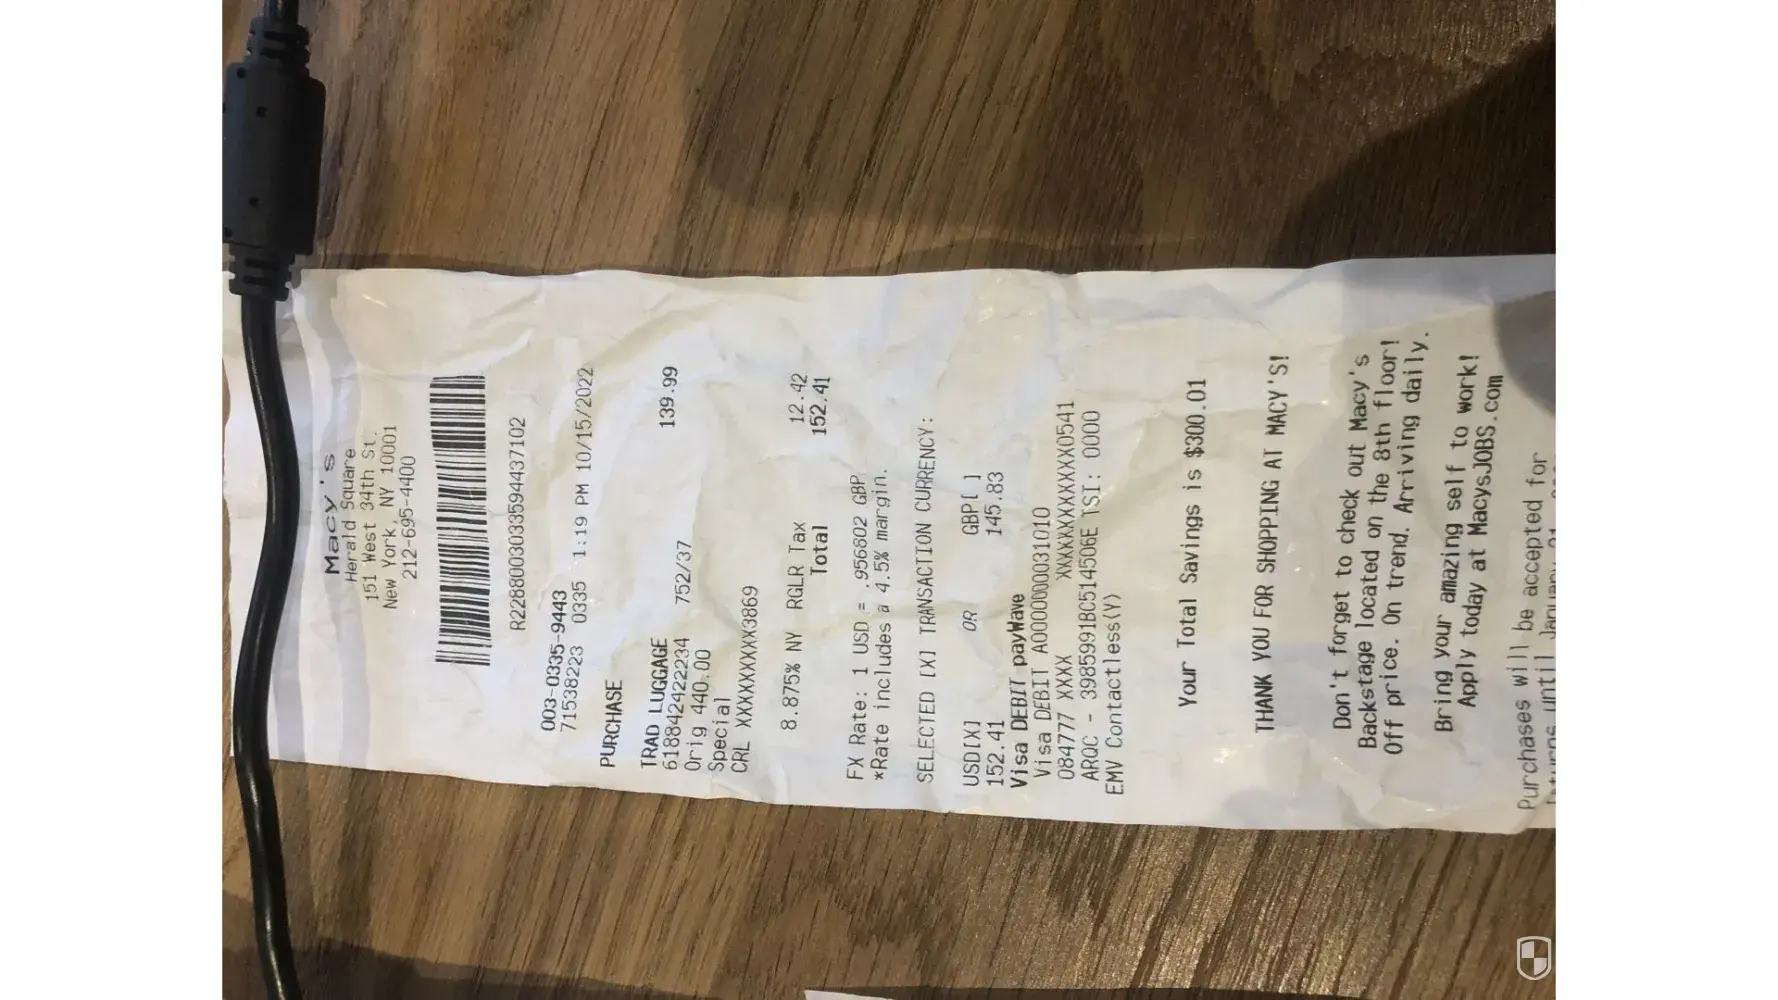 Macy's
Herald Square
151 West 34th St.
New York, NY 10001
212-695-4400
R2288003033594437102
003-0335-9443
71538223 0335 1:19 PM 10/15/2022
PURCHASE
TRAD LUGGAGE
618842422234 752/37 139.99
Orig 440.00
Special
CRL XXXXXXXXX3869
8.875% NY RGLR Tax 12.42
Total 152.41
FX Rate: 1 USD = .956802 GBP
*Rate includes a 4.5% margin.
SELECTED [X] TRANSACTION CURRENCY:
USD[X] OR GBP[ ]
152.41 145.83
Visa DEBIT payWave
Visa DEBIT A0000000031010
084777 XXXX XXXXXXXXXXXX0541
ARQC - 3985991BC514506E TSI: 0000
EMV Contactless(Y)
Your Total Savings is $300.01
THANK YOU FOR SHOPPING AT MACY'S!
Don't forget to check out Macy's
Backstage located on the 8th floor!
Off price. On trend. Arriving daily.
Bring your amazing self to work!
Apply today at MacysJOBS.com
Purchases will be accepted for
until January